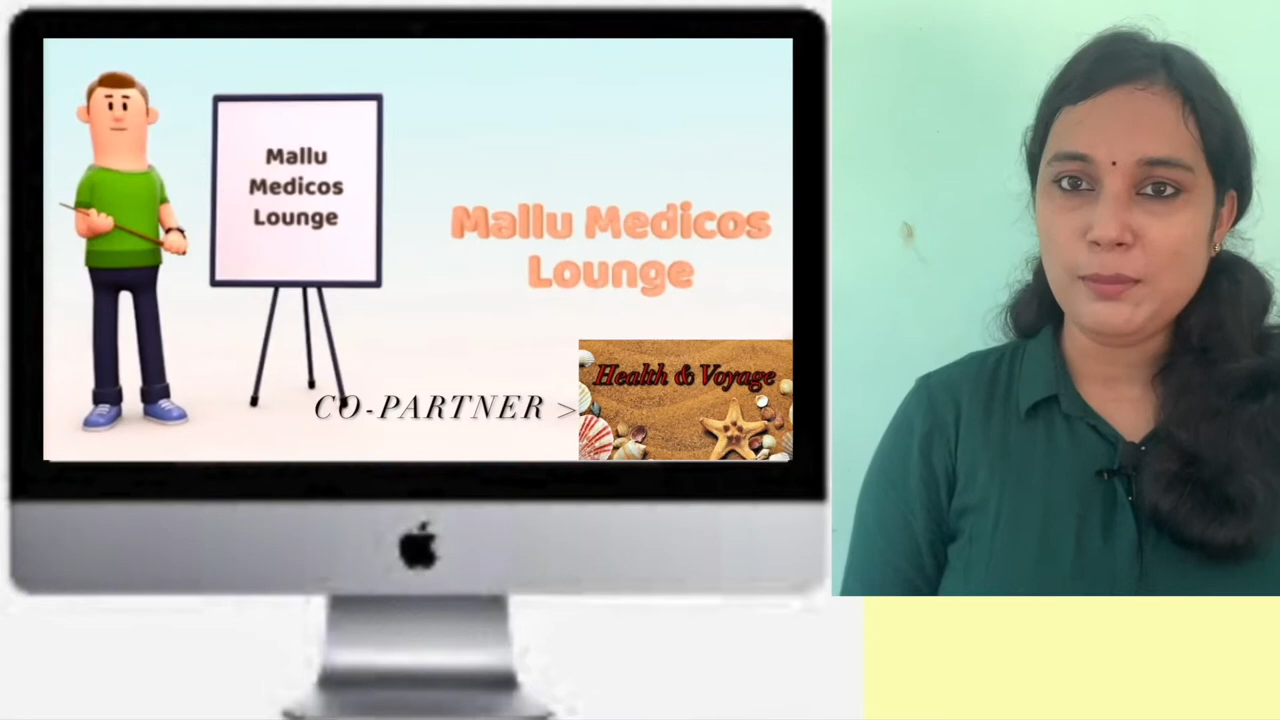 Mallu
Medicos
Lounge
Mallu Medicos
Lounge
CO-PARTNER >
Health & Voyage